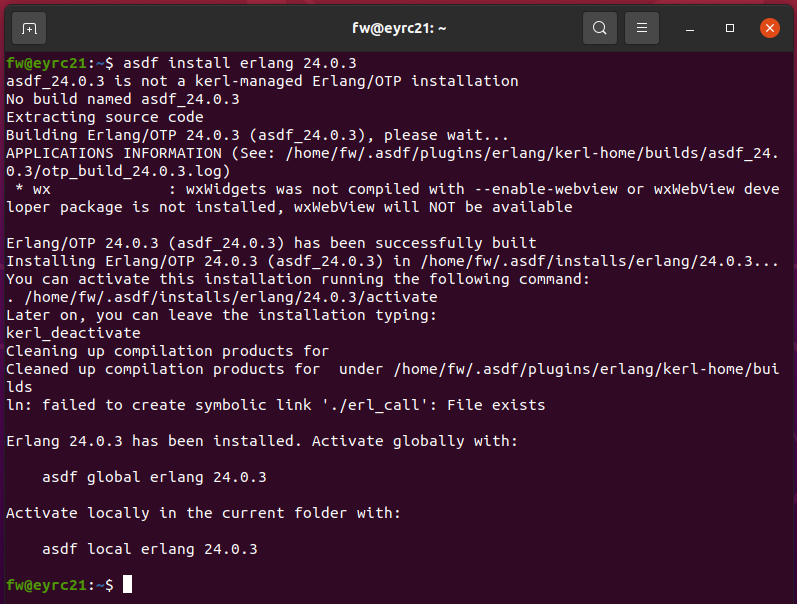 fw@eyrc21: ~
fw@eyrc21:~$ asdf install erlang 24.0.3
asdf_24.0.3 is not a kerl-managed Erlang/OTP installation
No build named asdf_24.0.3
Extracting source code
Building Erlang/OTP 24.0.3 (asdf_24.0.3), please wait...
APPLICATIONS INFORMATION (See: /home/fw/.asdf/plugins/erlang/kerl-home/builds/asdf_24.
0.3/otp_build_24.0.3.log)
 * wx             : wxWidgets was not compiled with --enable-webview or wxWebView deve
loper package is not installed, wxWebView will NOT be available
Erlang/OTP 24.0.3 (asdf_24.0.3) has been successfully built
Installing Erlang/OTP 24.0.3 (asdf_24.0.3) in /home/fw/.asdf/installs/erlang/24.0.3...
You can activate this installation running the following command:
. /home/fw/.asdf/installs/erlang/24.0.3/activate
Later on, you can leave the installation typing:
kerl_deactivate
Cleaning up compilation products for
Cleaned up compilation products for  under /home/fw/.asdf/plugins/erlang/kerl-home/bui
lds
ln: failed to create symbolic link './erl_call': File exists
Erlang 24.0.3 has been installed. Activate globally with:
    asdf global erlang 24.0.3
Activate locally in the current folder with:
    asdf local erlang 24.0.3
fw@eyrc21:~$